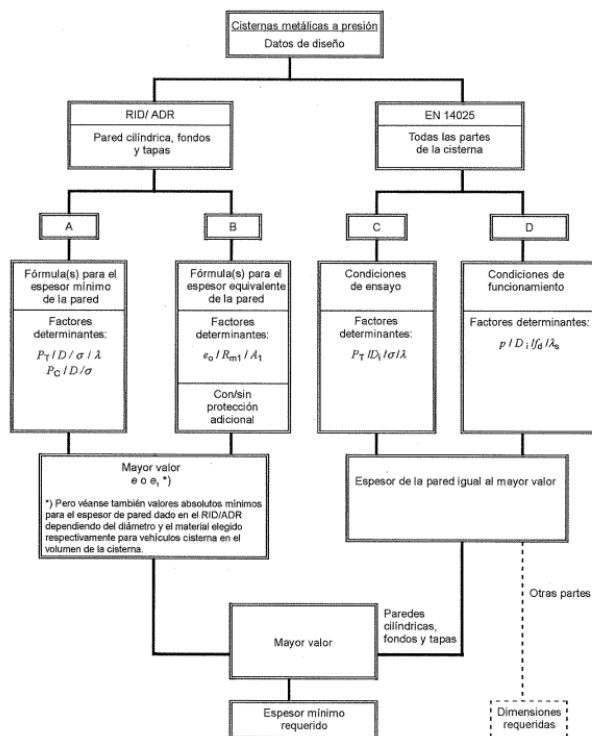 Cisternas metálicas a presión
Datos de diseño
RID/ ADR
Pared cilíndrica, fondos
y tapas
EN 14025
Todas las partes
de la cisterna
A
B
C
D
Fórmula(s) para el
espesor mínimo
de la pared
Factores
determinantes:
P_T / D / σ / λ
P_C / D / σ
Fórmula(s) para el
espesor equivalente
de la pared
Factores
determinantes:
e_o / R_m1 / A_1
Con/sin
protección
adicional
Condiciones
de ensayo
Factores
determinantes:
P_T /D_i /σ/λ
Condiciones de
funcionamiento
Factores determinantes:
p / D_i /f_d /λ_s
Mayor valor
e o e, *)
*) Pero véanse también valores absolutos mínimos
para el espesor de pared dado en el RID/ADR
dependiendo del diámetro y el material elegido
respectivamente para vehículos cisterna en el
volumen de la cisterna.
Espesor de la pared igual al mayor valor
Otras partes
Paredes
cilíndricas,
fondos y tapas
Mayor valor
Espesor mínimo
requerido
Dimensiones
requeridas